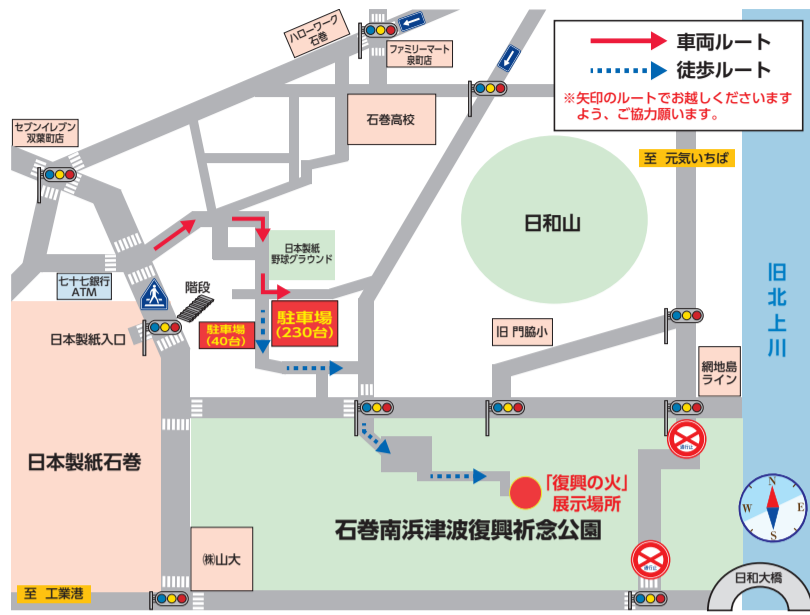 ハローワーク
石巻
ファミリーマート
泉町店
車両ルート
徒歩ルート
※矢印のルートでお越しくださいます
よう、ご協力願います。
セブンイレブン
双葉町店
石巻高校
至 元気いちば
日和山
日本製紙
野球グラウンド
七十七銀行
ATM
階段
旧北上川
日本製紙入口
駐車場
(40台)
駐車場
(230台)
旧 門脇小
網地島
ライン
通行止
日本製紙石巻
「復興の火」
展示場所
N
W
E
S
石巻南浜津波復興祈念公園
㈱山大
通行止
日和大橋
至 工業港